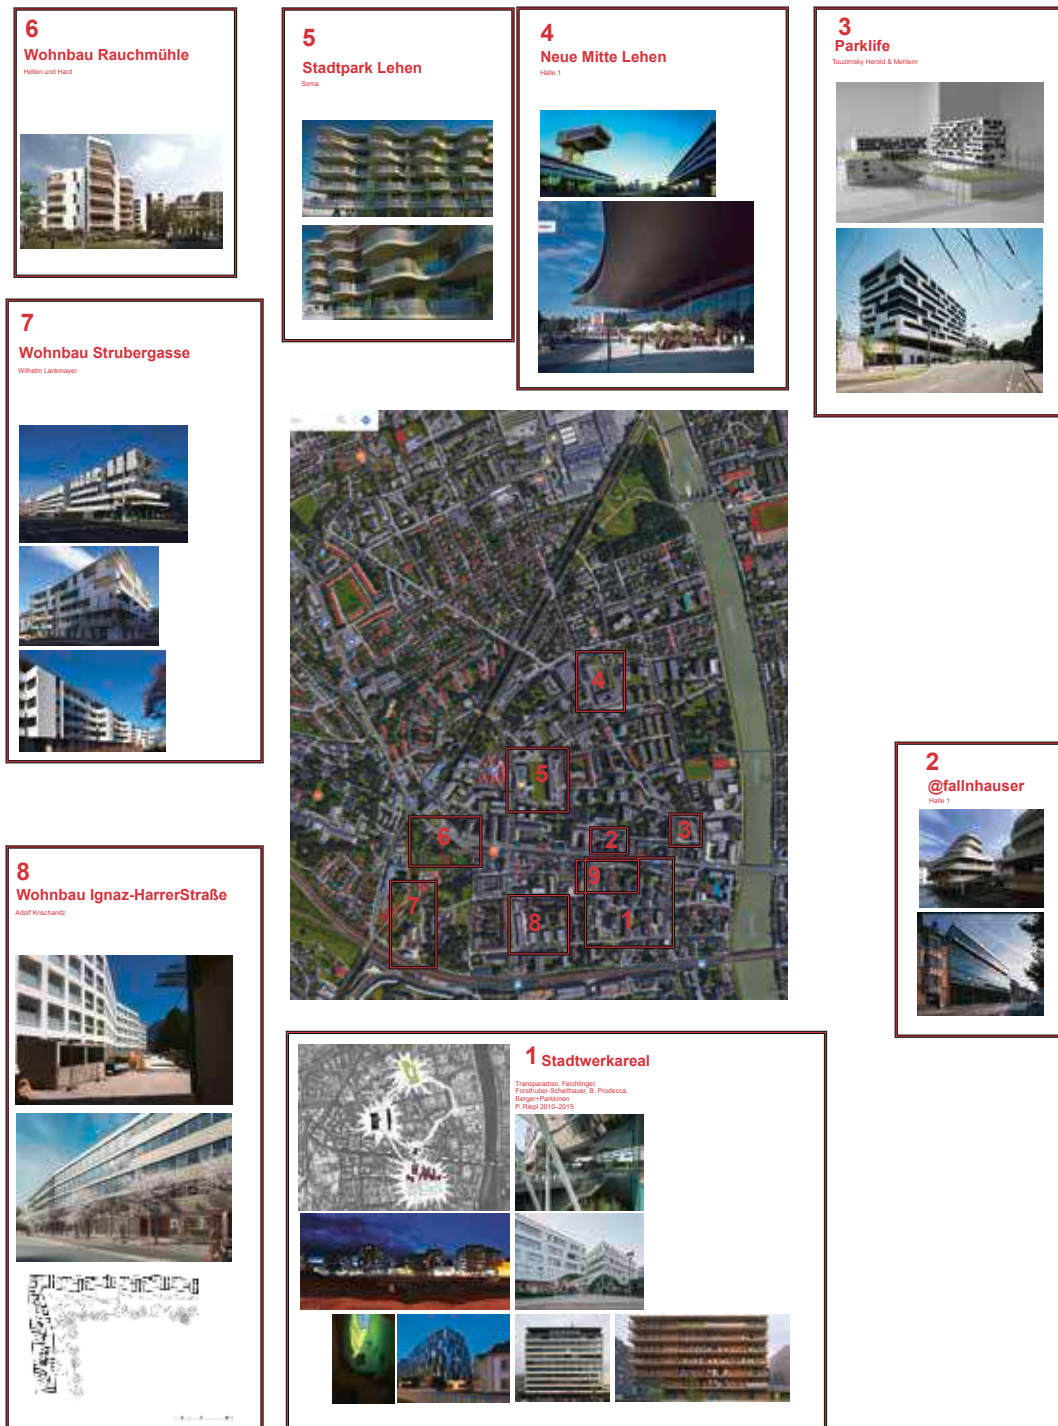 6
Wohnbau Rauchmühle
Hellen und Hard
5
Stadtpark Lehen
Soma
4
Neue Mitte Lehen
Halle 1
3
Parklife
Touzimsky Herold & Mehlem
7
Wohnbau Strubergasse
Wilhelm Lankmayer
4
5
6
2
3
9
7
8
1
2
@fallnhauser
Halle 1
8
Wohnbau Ignaz-HarrerStraße
Adolf Krischanitz
1 Stadtwerkareal
Transparadiso, Feichtinger,
Forsthuber-Scheithauer, B. Prodecca,
Berger+Parkkinen
P. Riepl 2010–2015